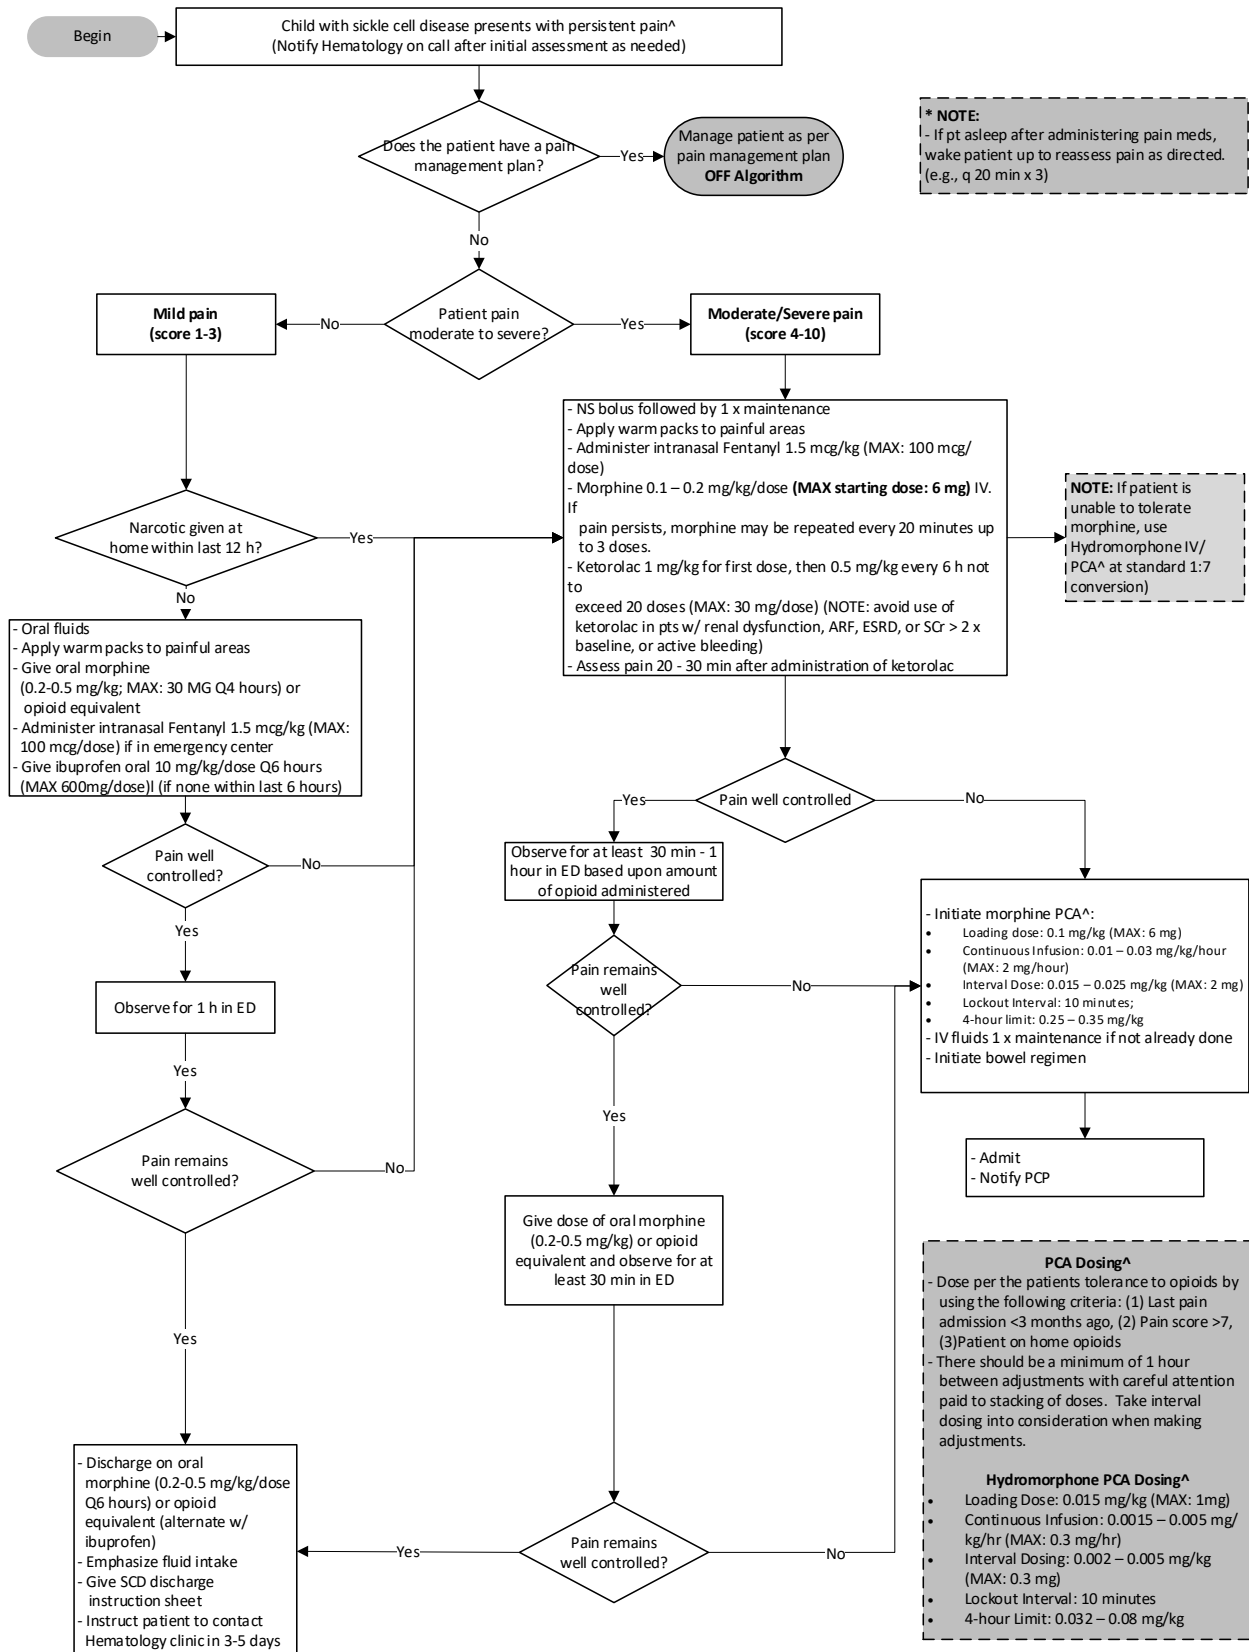 Begin
Child with sickle cell disease presents with persistent pain^
(Notify Hematology on call after initial assessment as needed)
Does the patient have a pain
management plan?
Yes
Manage patient as per
pain management plan
OFF Algorithm
* NOTE:
- If pt asleep after administering pain meds,
wake patient up to reassess pain as directed.
(e.g., q 20 min x 3)
No
Mild pain
(score 1-3)
No
Patient pain
moderate to severe?
Yes
Moderate/Severe pain
(score 4-10)
- NS bolus followed by 1 x maintenance
- Apply warm packs to painful areas
- Administer intranasal Fentanyl 1.5 mcg/kg (MAX: 100 mcg/
dose)
- Morphine 0.1 – 0.2 mg/kg/dose (MAX starting dose: 6 mg) IV.
If
pain persists, morphine may be repeated every 20 minutes up
to 3 doses.
- Ketorolac 1 mg/kg for first dose, then 0.5 mg/kg every 6 h not
to
exceed 20 doses (MAX: 30 mg/dose) (NOTE: avoid use of
ketorolac in pts w/ renal dysfunction, ARF, ESRD, or SCr > 2 x
baseline, or active bleeding)
- Assess pain 20 - 30 min after administration of ketorolac
NOTE: If patient is
unable to tolerate
morphine, use
Hydromorphone IV/
PCA^ at standard 1:7
conversion)
Narcotic given at
home within last 12 h?
Yes
No
- Oral fluids
- Apply warm packs to painful areas
- Give oral morphine
(0.2-0.5 mg/kg; MAX: 30 MG Q4 hours) or
opioid equivalent
- Administer intranasal Fentanyl 1.5 mcg/kg (MAX:
100 mcg/dose) if in emergency center
- Give ibuprofen oral 10 mg/kg/dose Q6 hours
(MAX 600mg/dose)l (if none within last 6 hours)
Pain well
controlled?
No
Yes
Observe for 1 h in ED
Yes
Pain remains
well controlled?
No
Yes
- Discharge on oral
morphine (0.2-0.5 mg/kg/dose
Q6 hours) or opioid
equivalent (alternate w/
ibuprofen)
- Emphasize fluid intake
- Give SCD discharge
instruction sheet
- Instruct patient to contact
Hematology clinic in 3-5 days
Pain well controlled
Yes
No
Observe for at least 30 min - 1
hour in ED based upon amount
of opioid administered
Pain remains
well
controlled?
No
Yes
Give dose of oral morphine
(0.2-0.5 mg/kg) or opioid
equivalent and observe for at
least 30 min in ED
Pain remains
well controlled?
Yes
No
- Initiate morphine PCA^:
• Loading dose: 0.1 mg/kg (MAX: 6 mg)
• Continuous Infusion: 0.01 – 0.03 mg/kg/hour
(MAX: 2 mg/hour)
• Interval Dose: 0.015 – 0.025 mg/kg (MAX: 2 mg)
• Lockout Interval: 10 minutes;
• 4-hour limit: 0.25 – 0.35 mg/kg
- IV fluids 1 x maintenance if not already done
- Initiate bowel regimen
- Admit
- Notify PCP
PCA Dosing^
- Dose per the patients tolerance to opioids by
using the following criteria: (1) Last pain
admission <3 months ago, (2) Pain score >7,
(3)Patient on home opioids
- There should be a minimum of 1 hour
between adjustments with careful attention
paid to stacking of doses. Take interval
dosing into consideration when making
adjustments.
Hydromorphone PCA Dosing^
• Loading Dose: 0.015 mg/kg (MAX: 1mg)
• Continuous Infusion: 0.0015 – 0.005 mg/
kg/hr (MAX: 0.3 mg/hr)
• Interval Dosing: 0.002 – 0.005 mg/kg
(MAX: 0.3 mg)
• Lockout Interval: 10 minutes
• 4-hour Limit: 0.032 – 0.08 mg/kg